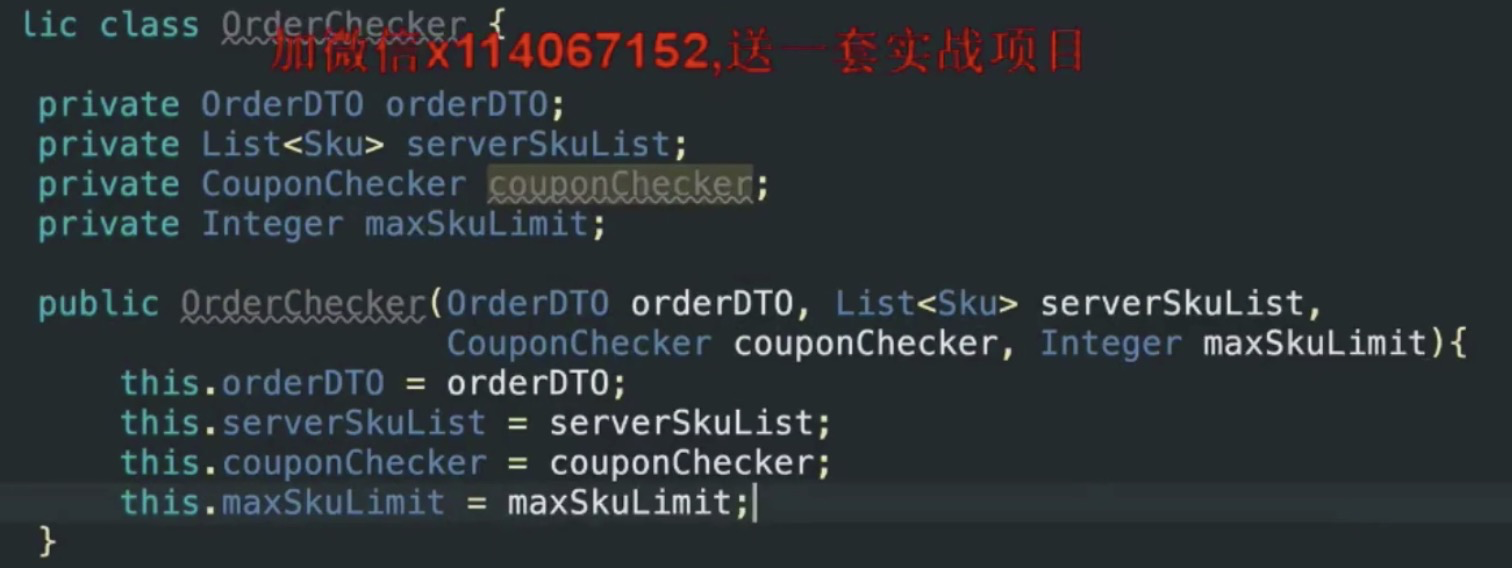 lic class OrderChecker {
加微信x114067152,送一套实战项目
private OrderDTO orderDTO;
private List<Sku> serverSkuList;
private CouponChecker couponChecker;
private Integer maxSkuLimit;
public OrderChecker(OrderDTO orderDTO, List<Sku> serverSkuList,
CouponChecker couponChecker, Integer maxSkuLimit){
this.orderDTO = orderDTO;
this.serverSkuList = serverSkuList;
this.couponChecker = couponChecker;
this.maxSkuLimit = maxSkuLimit;
}